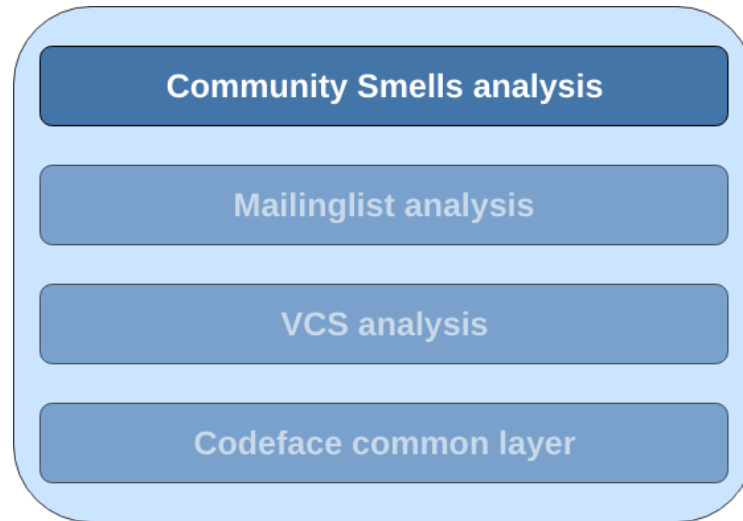 Community Smells analysis
Mailinglist analysis
VCS analysis
Codeface common layer